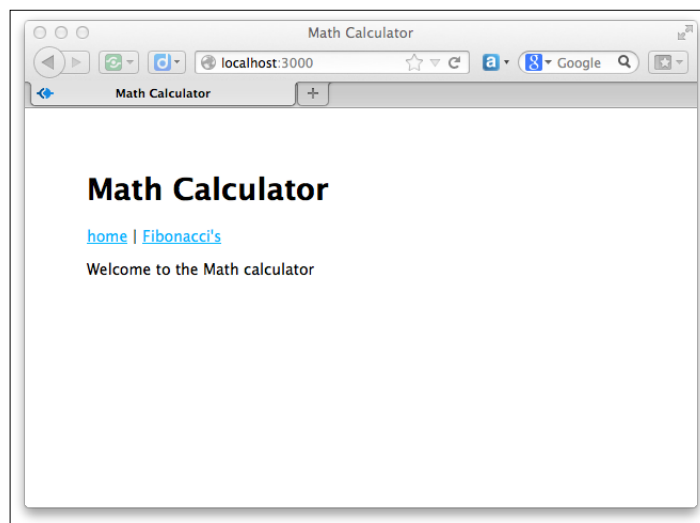 Math Calculator
localhost:3000
Google
Math Calculator
Math Calculator
home | Fibonacci's
Welcome to the Math calculator